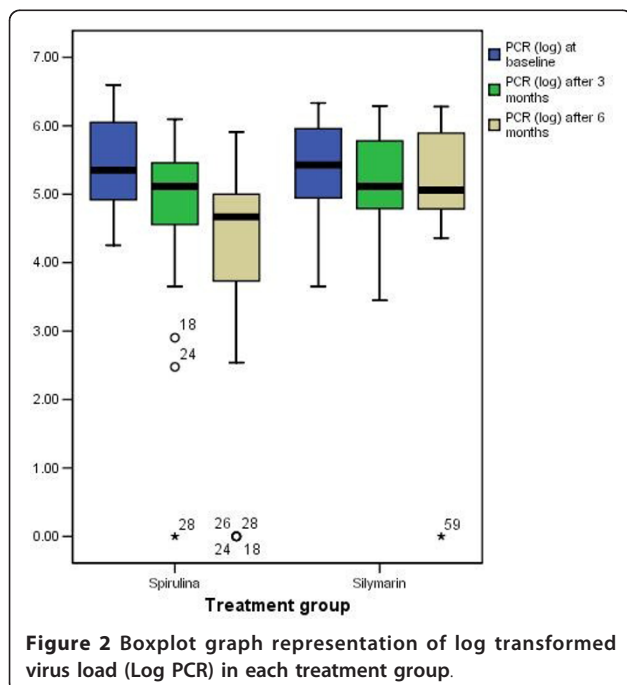 7.00
6.00
5.00
4.00
3.00
2.00
1.00
0.00
18
24
28
26 28
24 18
59
Spirulina Silymarin
Treatment group
PCR (log) at
baseline
PCR (log) after 3
months
PCR (log) after 6
months
Figure 2 Boxplot graph representation of log transformed
virus load (Log PCR) in each treatment group.